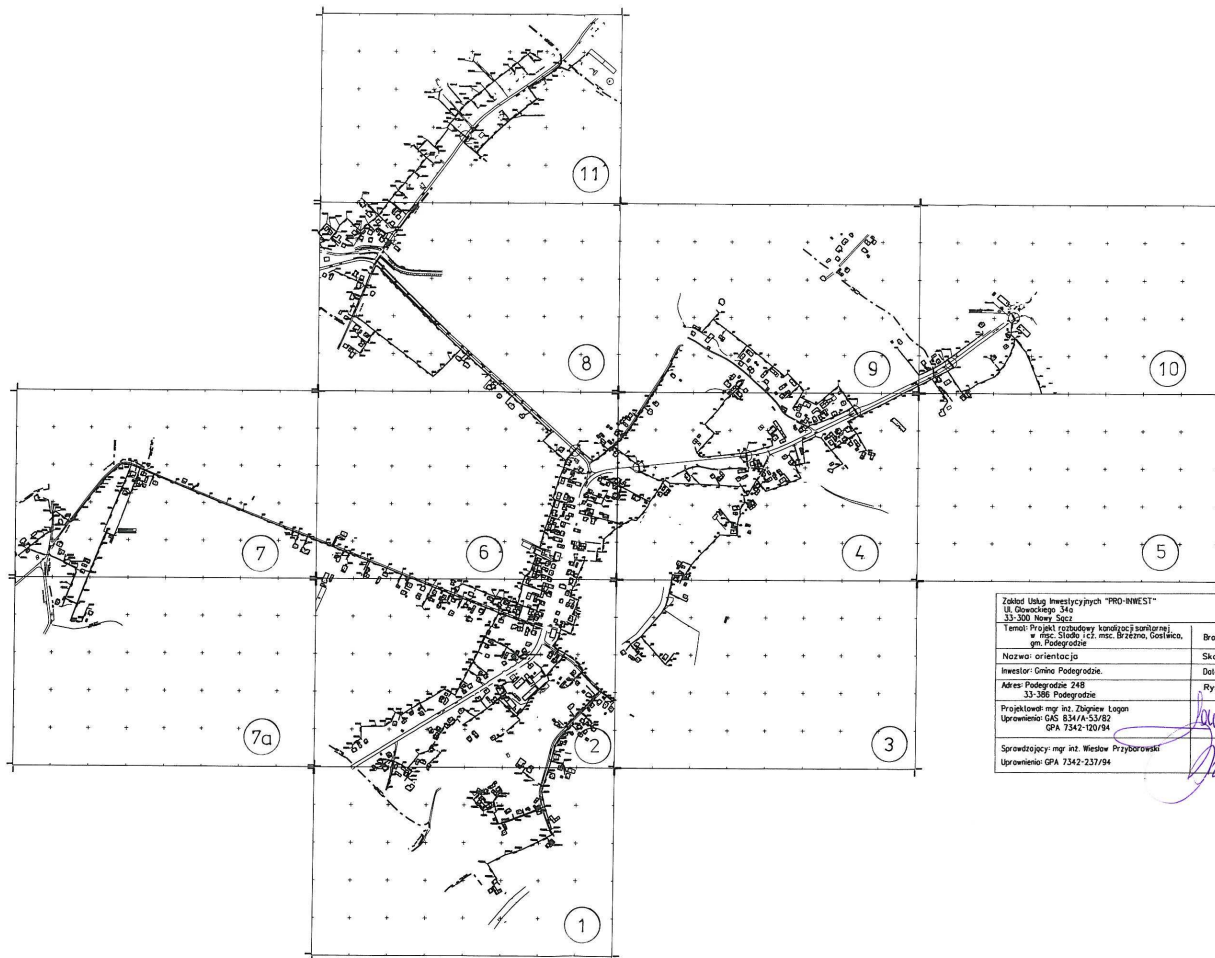 11
8
9
10
7
6
4
5
7a
2
3
1
Zakład Usług Inwestycyjnych "PRO-INWEST"
Ul. Głowackiego 34a
33-300 Nowy Sącz
Temat: Projekt rozbudowy kanalizacji sanitarnej
w msc. Stadło i cz. msc. Brzezna, Gostwica,
gm. Podegrodzie
Nazwa: orientacja
Inwestor: Gmina Podegrodzie.
Adres: Podegrodzie 248
33-386 Podegrodzie
Projektował: mgr inż. Zbigniew Łagan
Uprawnienia: GAS 834/A-53/82
GPA 7342-120/94
Sprawdzający: mgr inż. Wiesław Przyborowski
Uprawnienia: GPA 7342-237/94